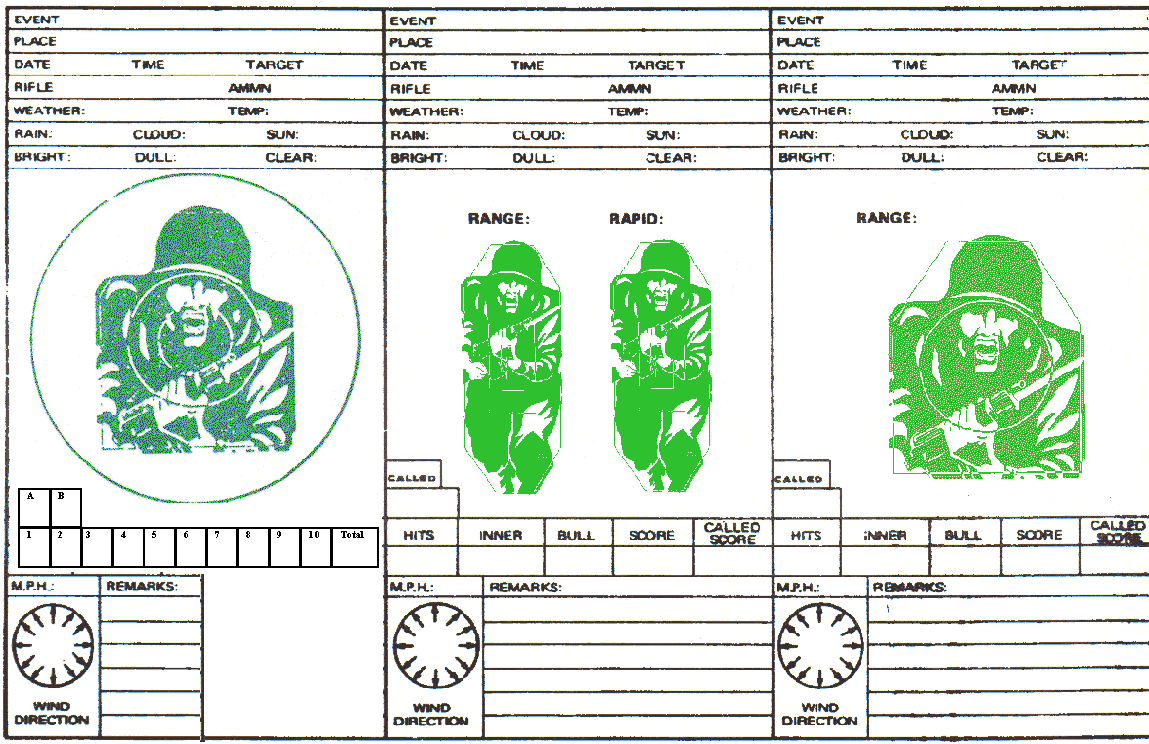 EVENT
PLACE
DATE TIME TARGET
RIFLE AMMN
WEATHER: TEMP:
RAIN: CLOUD: SUN:
BRIGHT: DULL: CLEAR:
A B
1 2 3 4 5 6 7 8 9 10 Total
M.P.H.: REMARKS:
WIND
DIRECTION
EVENT
PLACE
DATE TIME TARGET
RIFLE AMMN
WEATHER: TEMP:
RAIN: CLOUD: SUN:
BRIGHT: DULL: CLEAR:
RANGE: RAPID:
CALLED
HITS INNER BULL SCORE CALLED SCORE
M.P.H.: REMARKS:
WIND
DIRECTION
EVENT
PLACE
DATE TIME TARGET
RIFLE AMMN
WEATHER: TEMP:
RAIN: CLOUD: SUN:
BRIGHT: DULL: CLEAR:
RANGE:
CALLED
HITS INNER BULL SCORE CALLED SCORE
M.P.H.: REMARKS:
WIND
DIRECTION